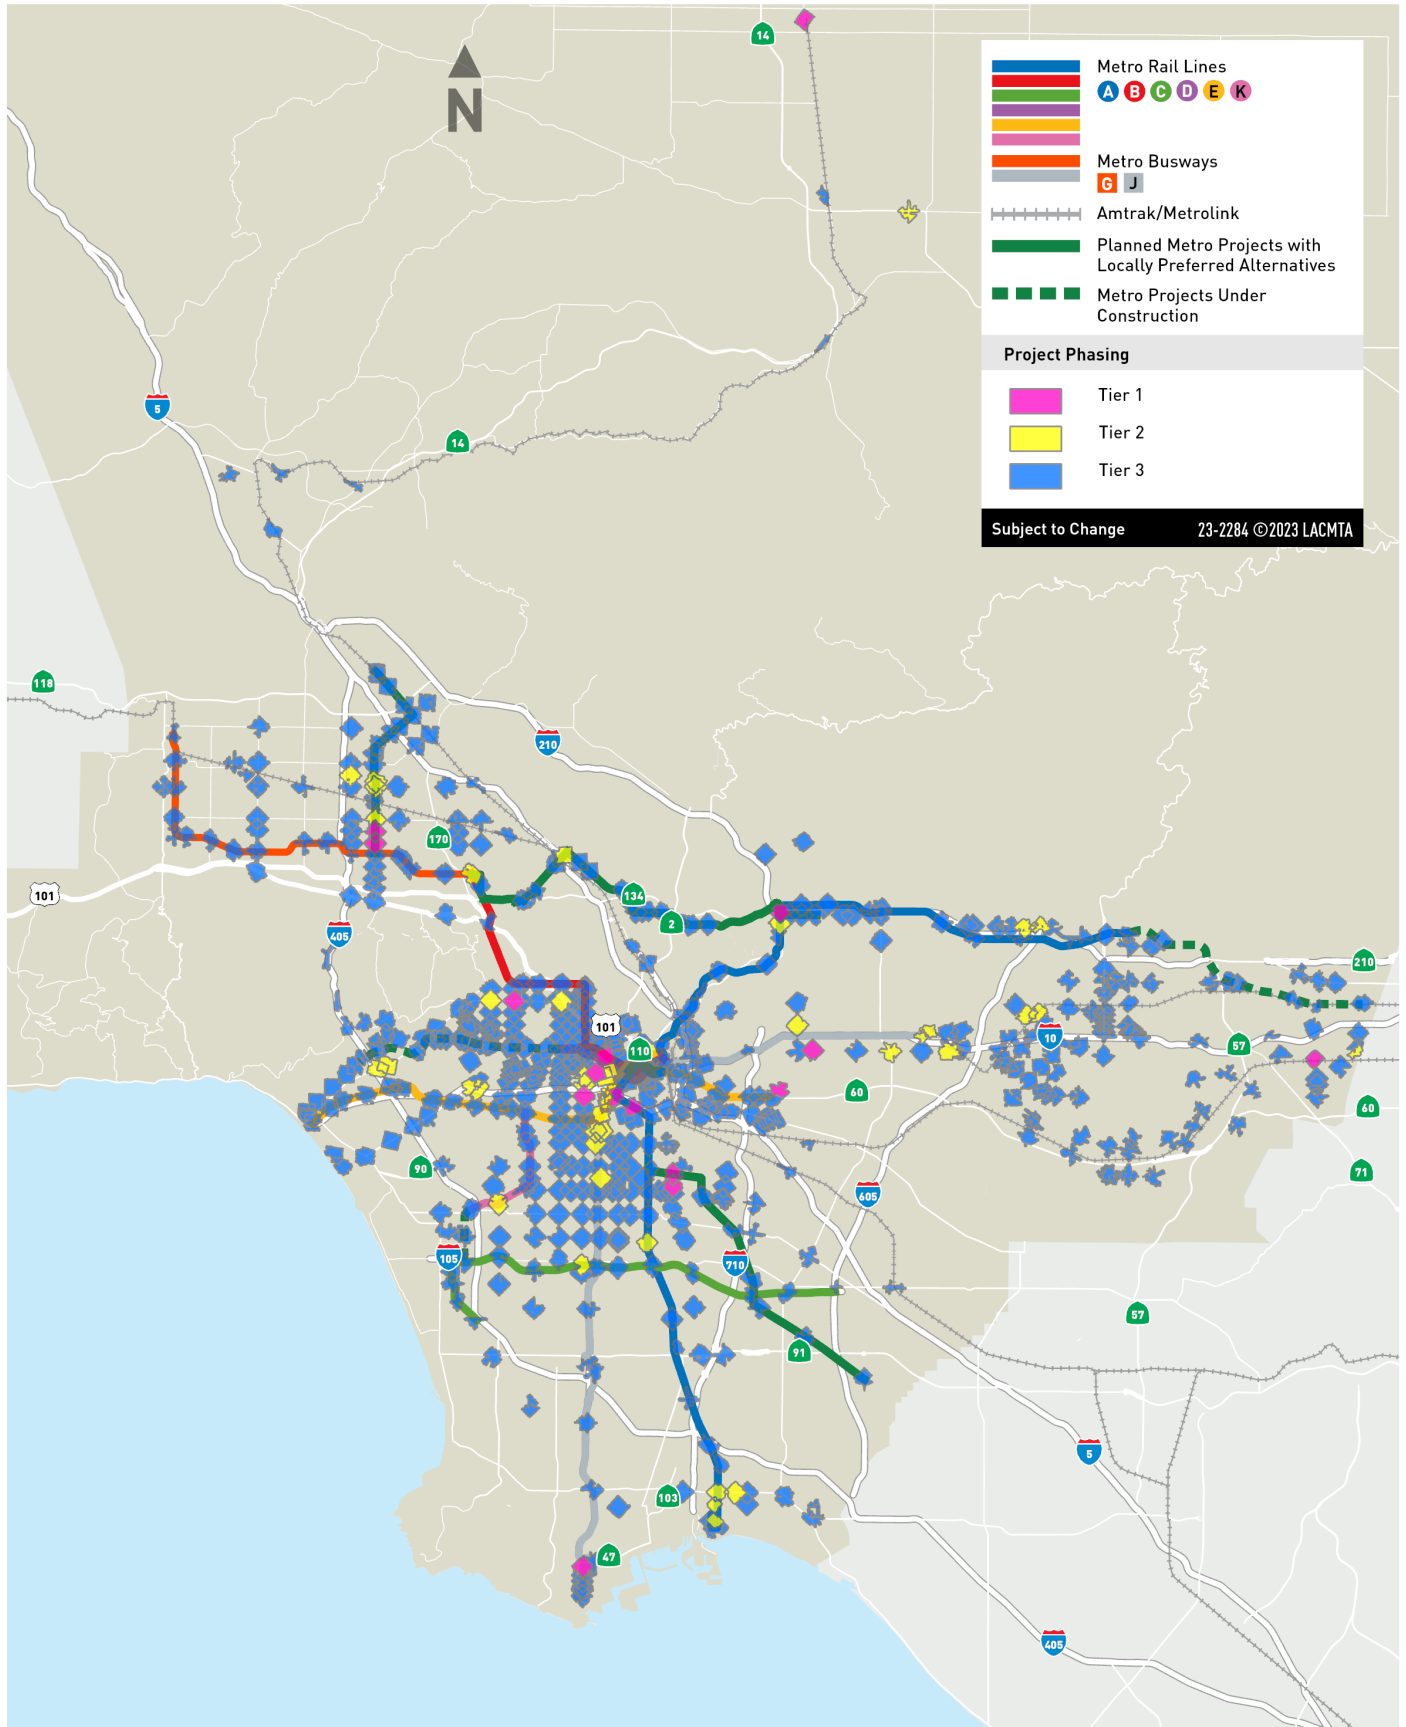 14
N
Metro Rail Lines
A B C D E K
Metro Busways
G J
Amtrak/Metrolink
Planned Metro Projects with
Locally Preferred Alternatives
Metro Projects Under
Construction
Project Phasing
Tier 1
Tier 2
Tier 3
Subject to Change 23-2284 ©2023 LACMTA
5
14
118
210
170
101
134
2
405
210
101
110
10
57
60
60
90
71
605
105
710
57
91
5
103
47
405